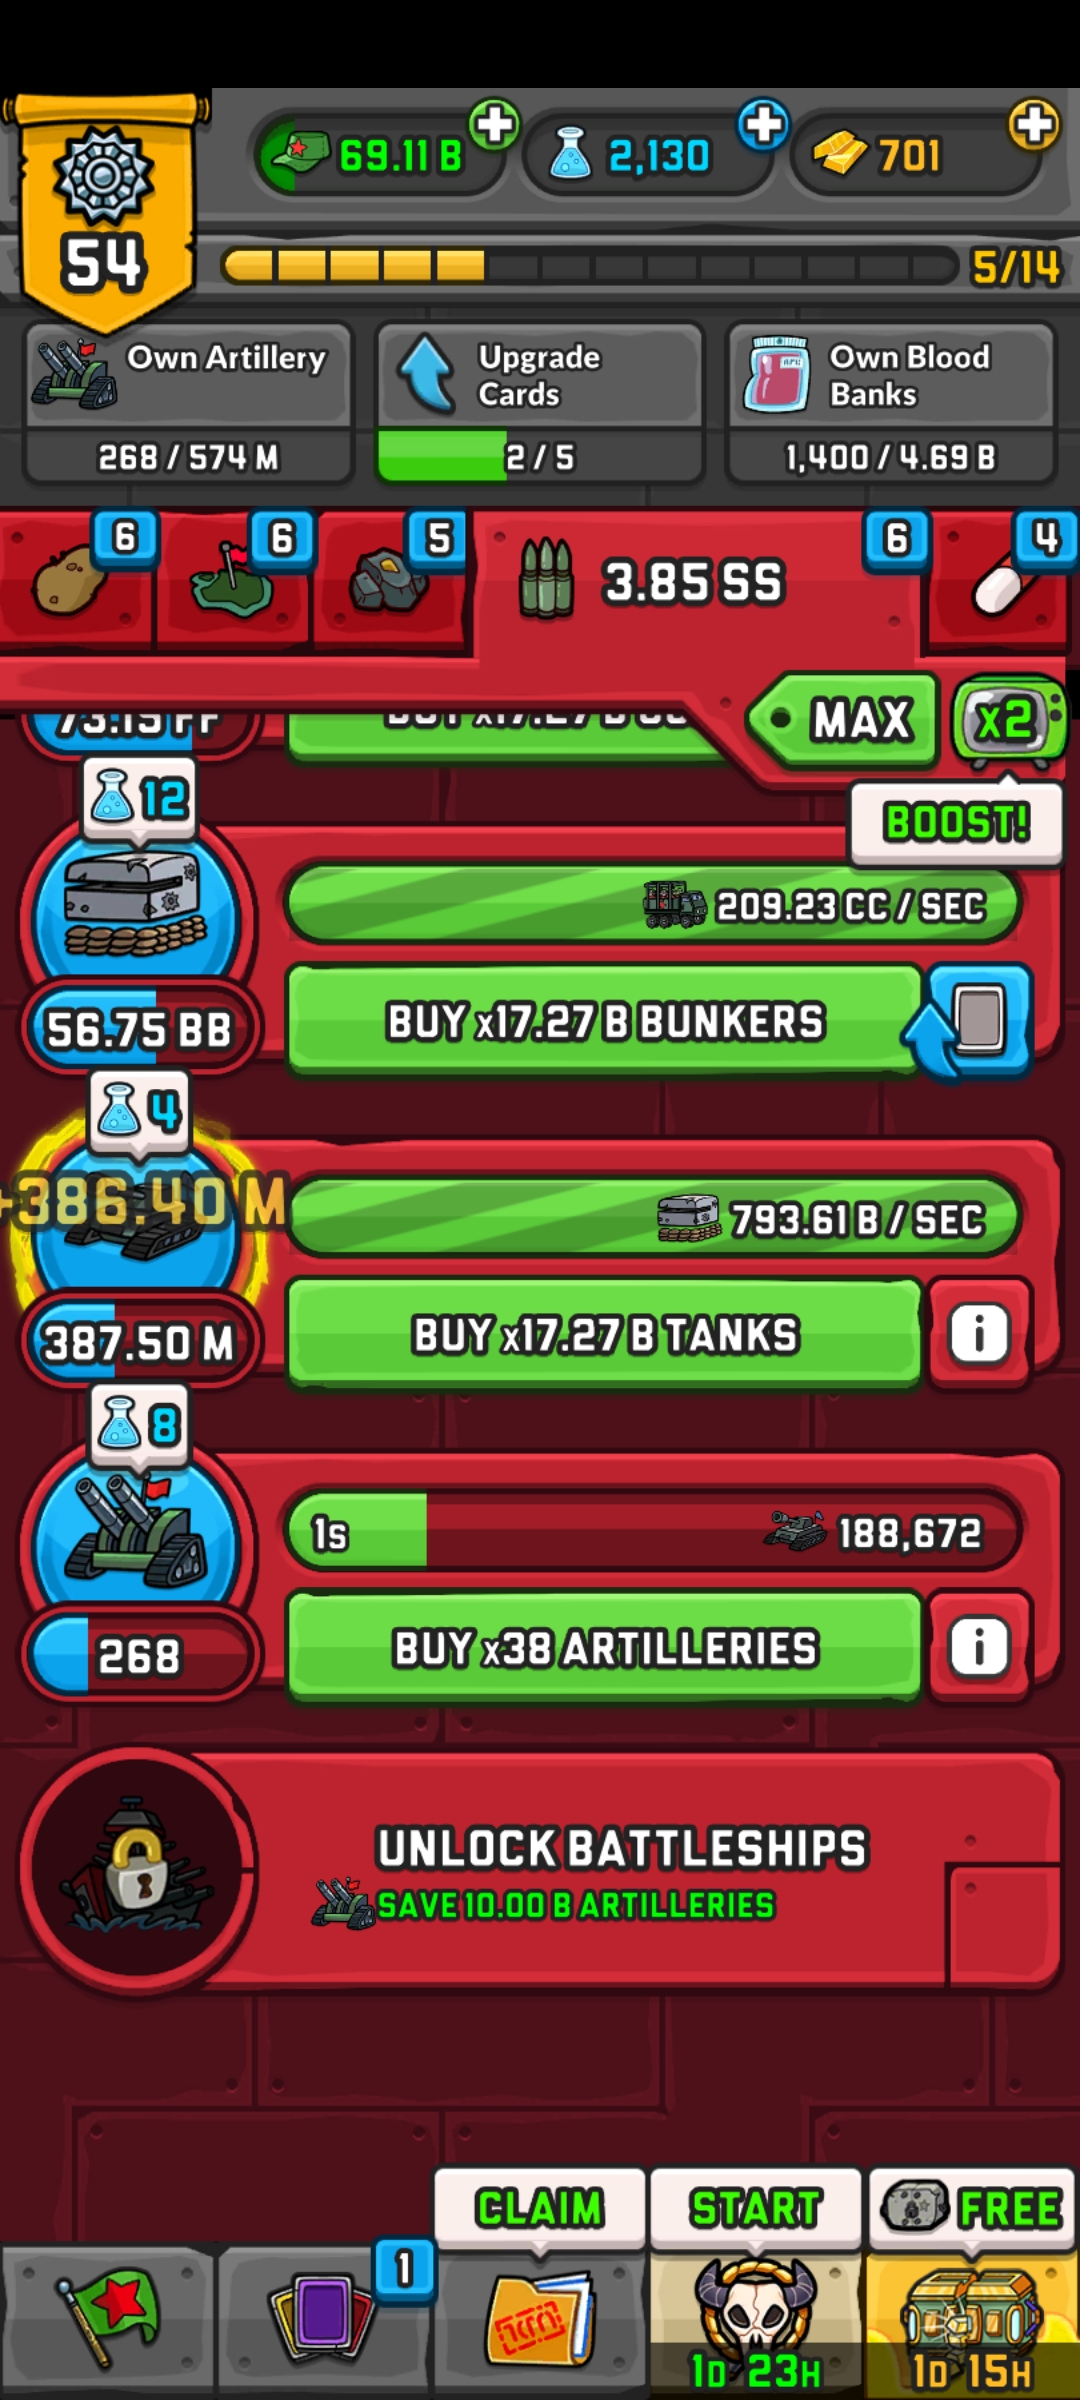 54
69.11 B
2,130
701
5/14
Own Artillery
268 / 574 M
Upgrade
Cards
2 / 5
Own Blood
Banks
1,400 / 4.69 B
6
6
5
3.85 SS
6
4
MAX
x2
BOOST!
73.15 FF
12
209.23 CC / SEC
56.75 BB
BUY x17.27 B BUNKERS
4
+386.40 M
793.61 B / SEC
387.50 M
BUY x17.27 B TANKS
i
8
1s
188,672
268
BUY x38 ARTILLERIES
i
UNLOCK BATTLESHIPS
SAVE 10.00 B ARTILLERIES
CLAIM
START
FREE
1
1D 23H
1D 15H